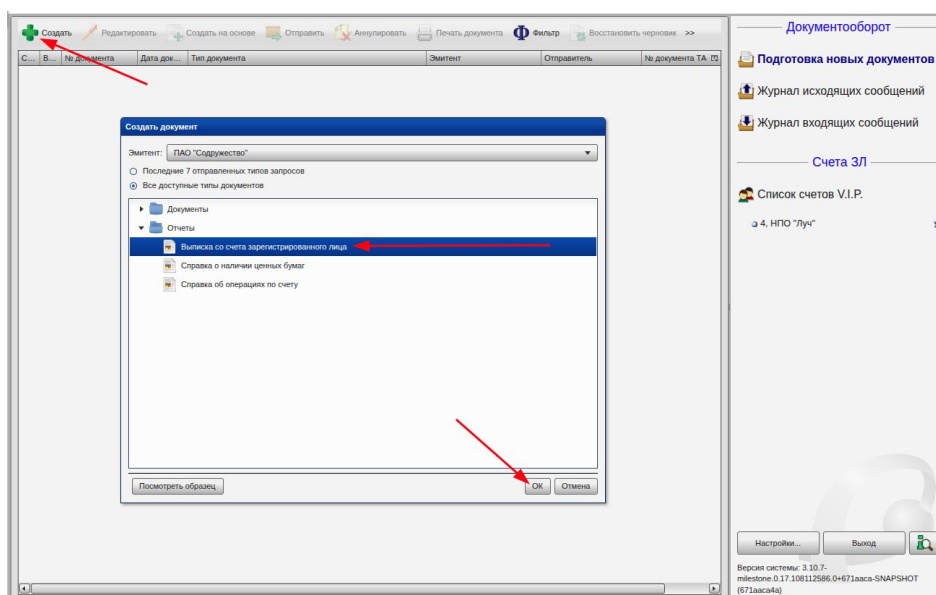 Создать Редактировать Создать на основе Отправить Аннулировать Печать документа Фильтр Восстановить черновик >>
С... В... № документа Дата док... Тип документа Эмитент Отправитель № документа ТА
Создать документ
Эмитент: ПАО "Содружество"
Последние 7 отправленных типов запросов
Все доступные типы документов
Документы
Отчеты
Выписка со счета зарегистрированного лица
Справка о наличии ценных бумаг
Справка об операциях по счету
Посмотреть образец ОК Отмена
Документооборот
Подготовка новых документов
Журнал исходящих сообщений
Журнал входящих сообщений
Счета ЗЛ
Список счетов V.I.P.
4, НПО "Луч"
Настройки... Выход
Версия системы: 3.10.7-
milestone.0.17.108112586.0+671aaca-SNAPSHOT
(671aaca4a)